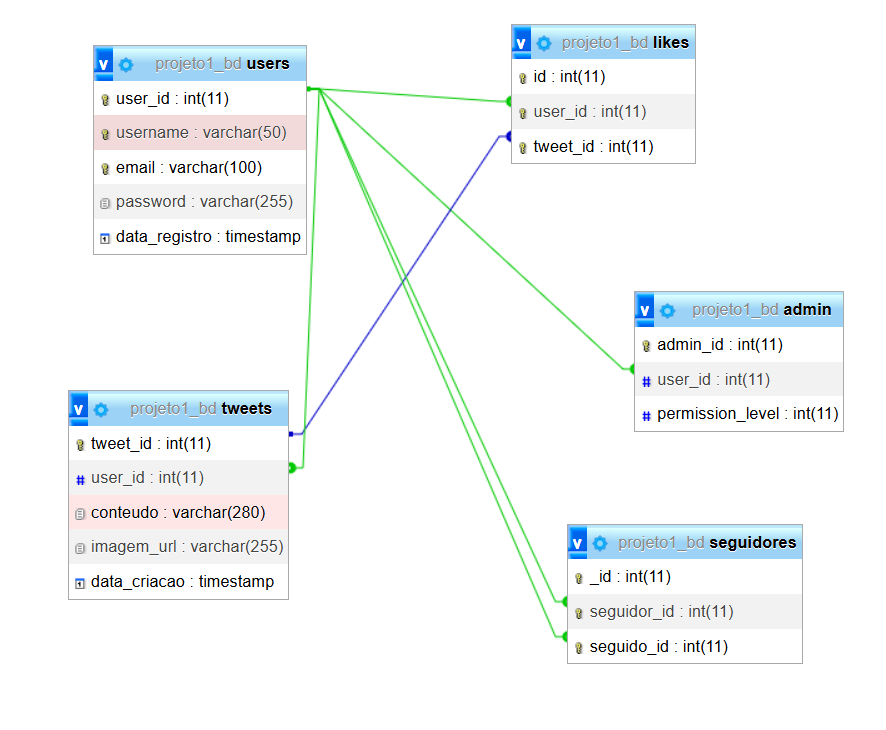 v projeto1_bd users
user_id : int(11)
username : varchar(50)
email : varchar(100)
password : varchar(255)
data_registro : timestamp
v projeto1_bd likes
id : int(11)
user_id : int(11)
tweet_id : int(11)
v projeto1_bd admin
admin_id : int(11)
# user_id : int(11)
# permission_level : int(11)
v projeto1_bd tweets
tweet_id : int(11)
# user_id : int(11)
conteudo : varchar(280)
imagem_url : varchar(255)
data_criacao : timestamp
v projeto1_bd seguidores
_id : int(11)
seguidor_id : int(11)
seguido_id : int(11)